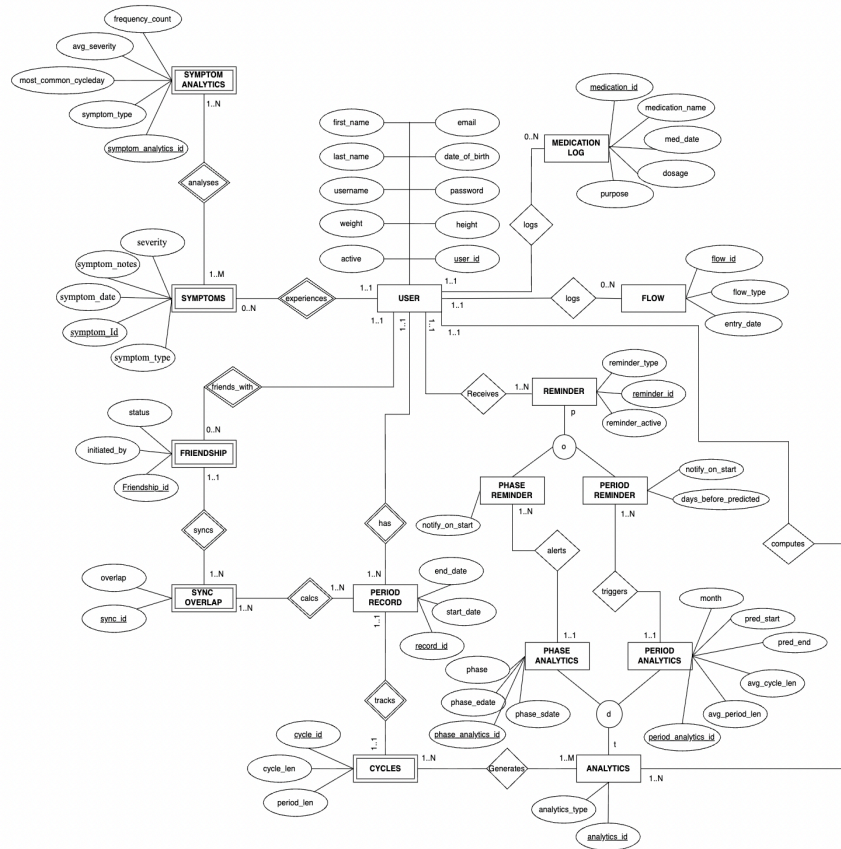 frequency_count
avg_severity
most_common_cycleday
symptom_type
symptom_analytics_id
SYMPTOM
ANALYTICS
1..N
analyses
1..M
severity
symptom_notes
symptom_date
symptom_Id
symptom_type
SYMPTOMS
0..N
experiences
1..1
first_name
email
last_name
date_of_birth
username
password
weight
height
active
user_id
USER
1..1
1..1
1..1
1..1
1..1
0..N
MEDICATION
LOG
medication_id
medication_name
med_date
dosage
purpose
logs
logs
0..N
FLOW
flow_id
flow_type
entry_date
friends_with
0..N
status
initiated_by
Friendship_id
FRIENDSHIP
1..1
syncs
1..N
overlap
sync_id
SYNC
OVERLAP
1..N
calcs
1..N
has
1..N
PERIOD
RECORD
end_date
start_date
record_id
1..1
tracks
1..1
cycle_id
cycle_len
period_len
CYCLES
1..N
Generates
1..M
Receives
1..N
REMINDER
reminder_type
reminder_id
reminder_active
p
o
PHASE
REMINDER
notify_on_start
1..N
alerts
1..1
PERIOD
REMINDER
notify_on_start
days_before_predicted
1..N
triggers
1..1
computes
PHASE
ANALYTICS
phase
phase_edate
phase_analytics_id
phase_sdate
PERIOD
ANALYTICS
month
pred_start
pred_end
avg_cycle_len
avg_period_len
period_analytics_id
d
t
ANALYTICS
1..N
analytics_type
analytics_id